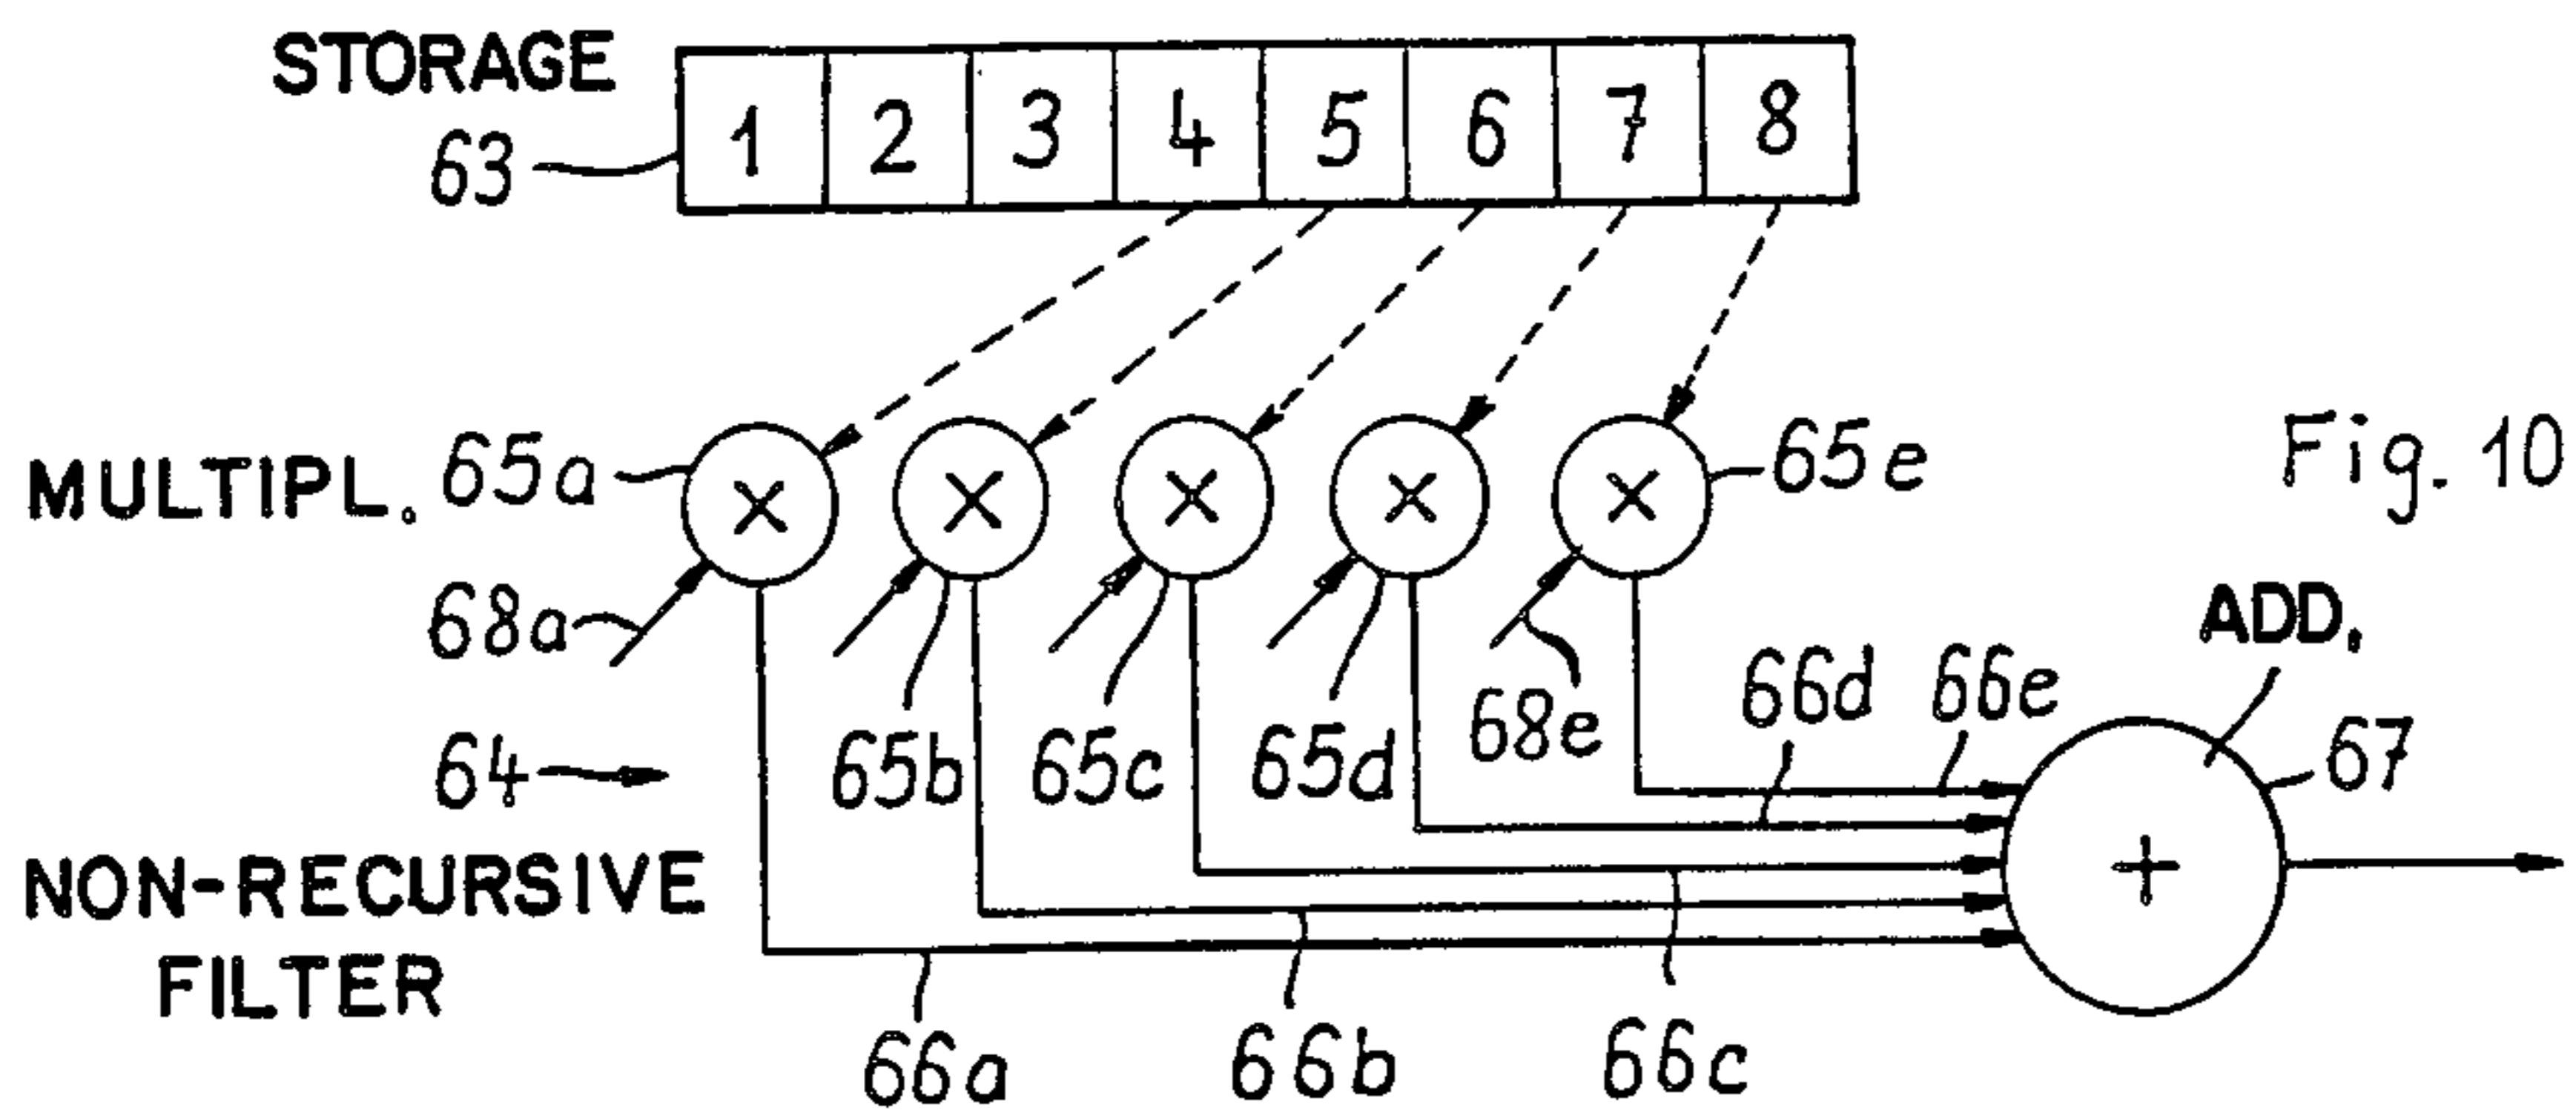 STORAGE
63
1 2 3 4 5 6 7 8
MULTIPL. 65a
65e
Fig. 10
68a
ADD.
64
65b
65c
65d
68e
66d
66e
67
NON-RECURSIVE
FILTER
66a
66b
66c